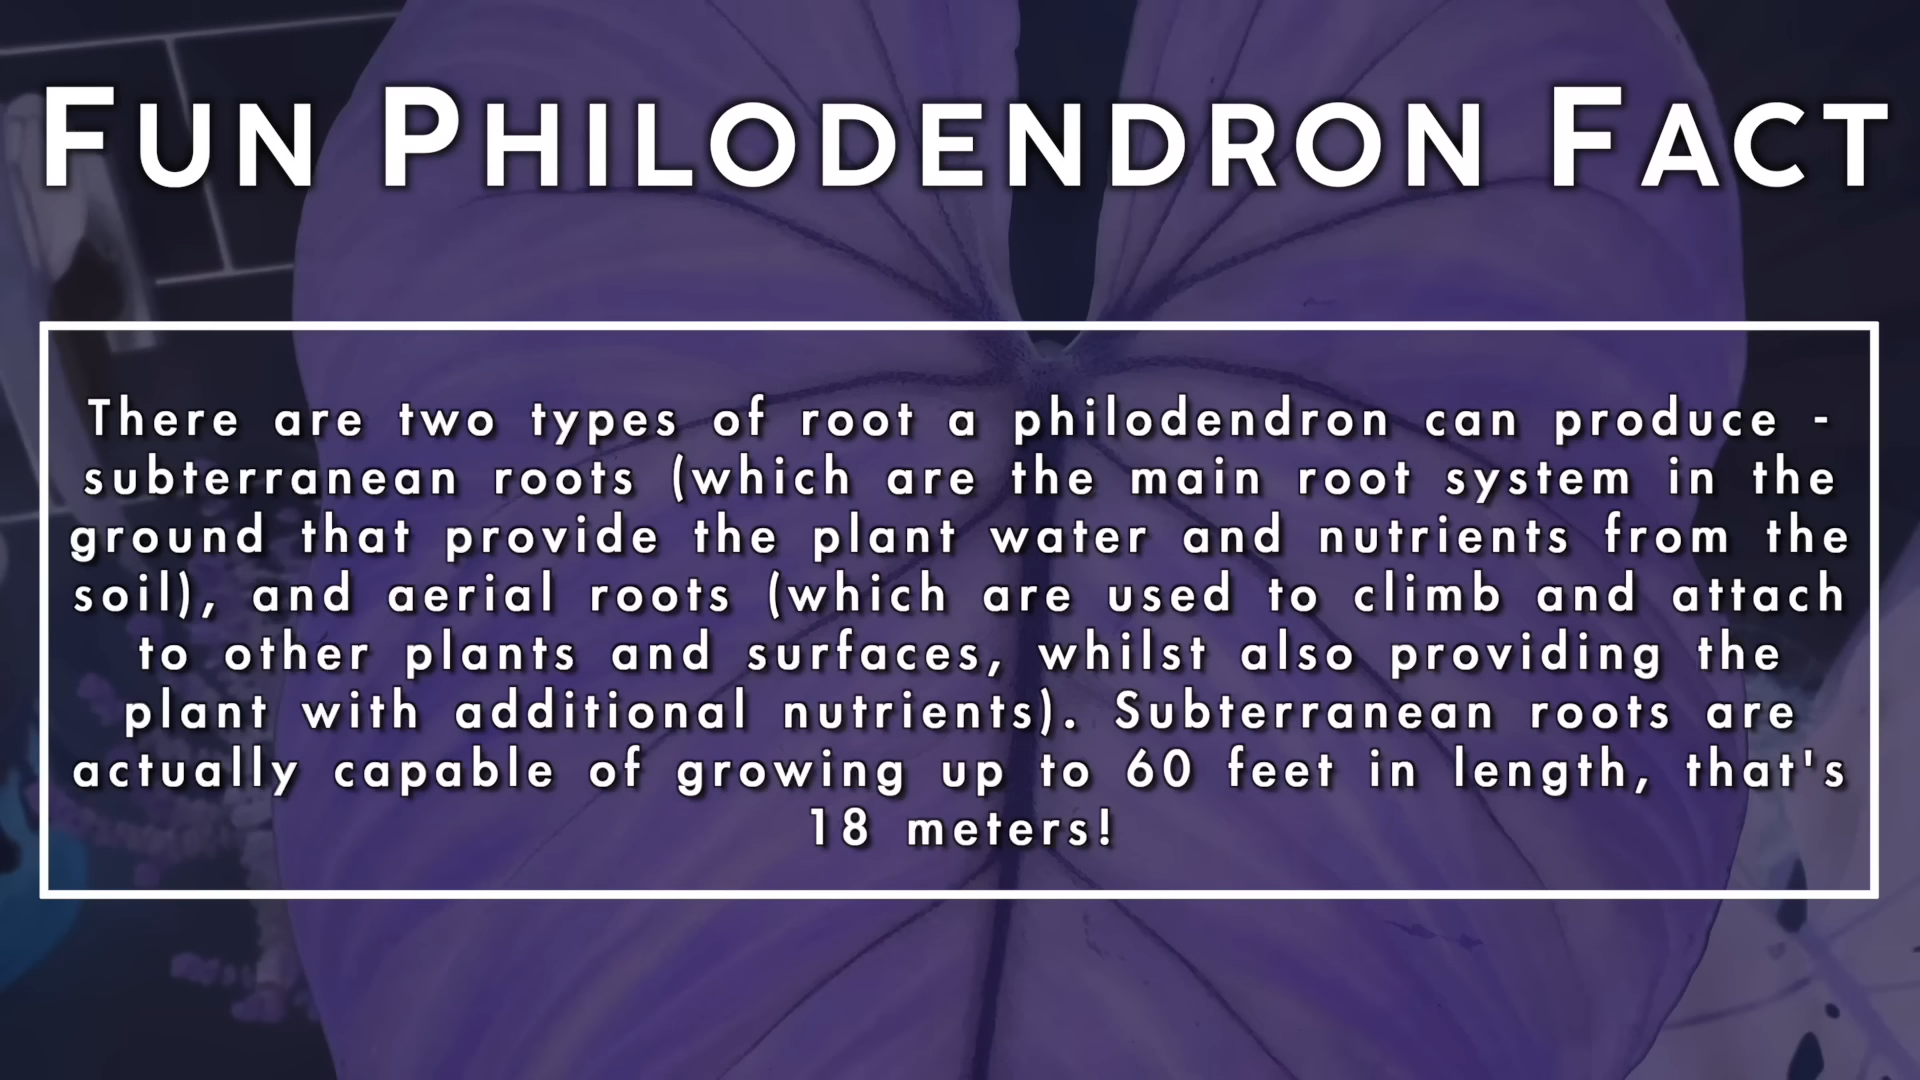 Fun Philodendron Fact
There are two types of root a philodendron can produce -
subterranean roots (which are the main root system in the
ground that provide the plant water and nutrients from the
soil), and aerial roots (which are used to climb and attach
to other plants and surfaces, whilst also providing the
plant with additional nutrients). Subterranean roots are
actually capable of growing up to 60 feet in length, that's
18 meters!